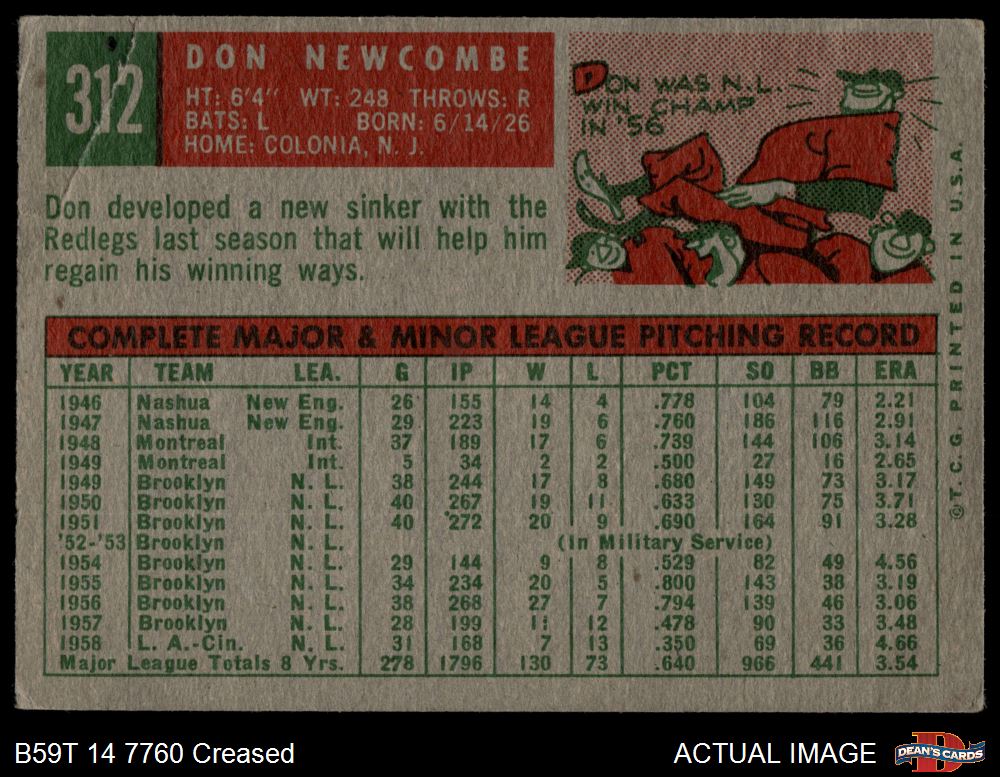 312
DON NEWCOMBE
HT: 6'4" WT: 248 THROWS: R
BATS: L BORN: 6/14/26
HOME: COLONIA, N. J.
DON WAS N.L.
WIN CHAMP
IN '56
Don developed a new sinker with the
Redlegs last season that will help him
regain his winning ways.
COMPLETE MAJOR & MINOR LEAGUE PITCHING RECORD
YEAR TEAM LEA. G IP W L PCT SO BB ERA
1946 Nashua New Eng. 26 155 14 4 .778 104 79 2.21
1947 Nashua New Eng. 29 223 19 6 .760 186 116 2.91
1948 Montreal Int. 37 189 17 6 .739 144 106 3.14
1949 Montreal Int. 5 34 2 2 .500 27 16 2.65
1949 Brooklyn N. L. 38 244 17 8 .680 149 73 3.17
1950 Brooklyn N. L. 40 267 19 11 .633 130 75 3.71
1951 Brooklyn N. L. 40 272 20 9 .690 164 91 3.28
'52-'53 Brooklyn N. L. (In Military Service)
1954 Brooklyn N. L. 29 144 9 8 .529 82 49 4.56
1955 Brooklyn N. L. 34 234 20 5 .800 143 38 3.19
1956 Brooklyn N. L. 38 268 27 7 .794 139 46 3.06
1957 Brooklyn N. L. 28 199 11 12 .478 90 33 3.48
1958 L. A.-Cin. N. L. 31 168 7 13 .350 69 36 4.66
Major League Totals 8 Yrs. 278 1796 130 73 .640 966 441 3.54
©T. C. G. PRINTED IN U.S.A.
B59T 14 7760 Creased
ACTUAL IMAGE
D
DEAN'S CARDS